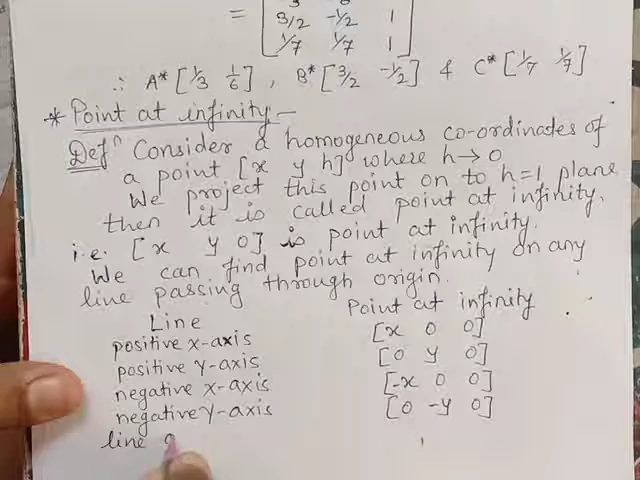 = [ 3/2 -1/2 1
1/7 1/7 1 ]
∴ A* [1/3 1/6], B* [3/2 -1/2] & C* [1/7 1/7]
* Point at infinity -
Defⁿ Consider a homogeneous co-ordinates of
a point [x y h] where h→0
We project this point on to h=1 plane
then it is called point at infinity.
i.e. [x y 0] is point at infinity.
We can find point at infinity on any
line passing through origin.
Line Point at infinity
positive x-axis [x 0 0]
positive y-axis [0 y 0]
negative x-axis [-x 0 0]
negative y-axis [0 -y 0]
line